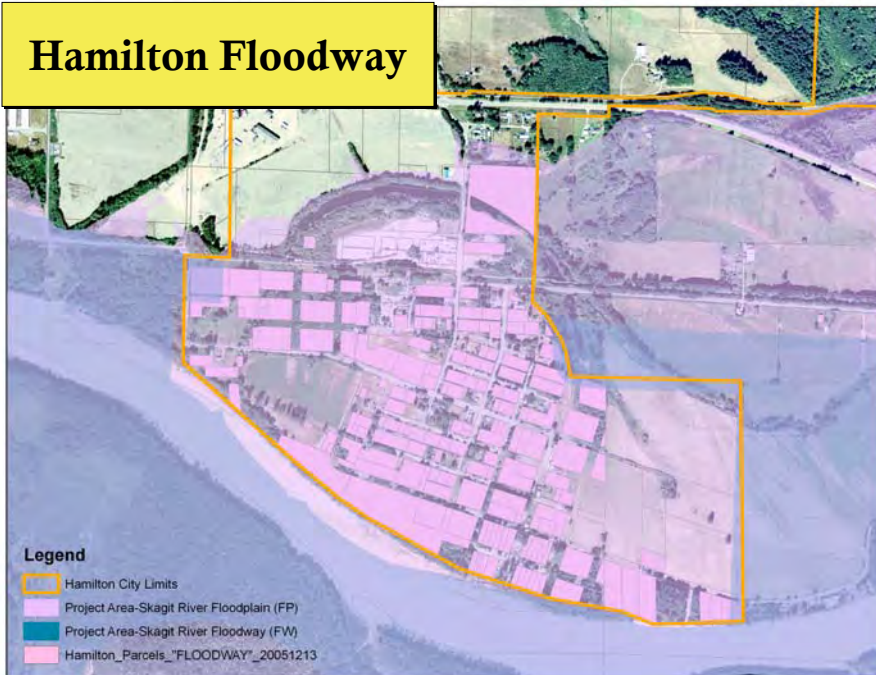 Hamilton Floodway
Legend
Hamilton City Limits
Project Area-Skagit River Floodplain (FP)
Project Area-Skagit River Floodway (FW)
Hamilton_Parcels_"FLOODWAY"_20051213